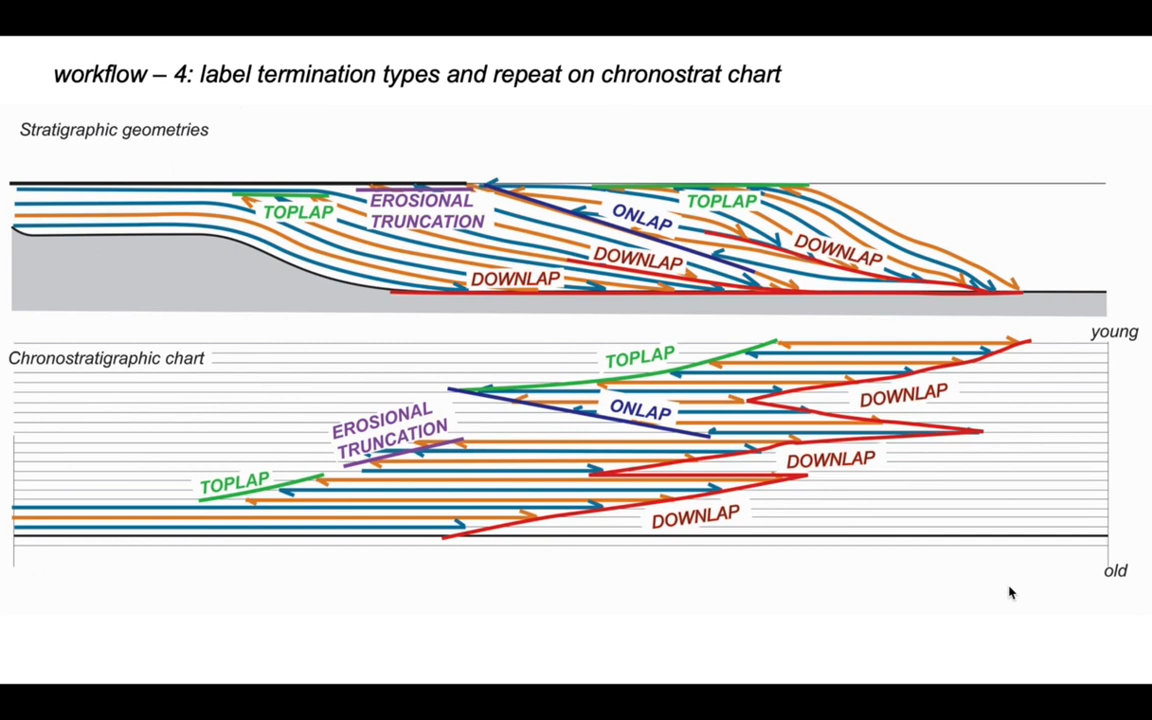 workflow – 4: label termination types and repeat on chronostrat chart
Stratigraphic geometries
TOPLAP
EROSIONAL
TRUNCATION
ONLAP
TOPLAP
DOWNLAP
DOWNLAP
DOWNLAP
young
Chronostratigraphic chart
TOPLAP
DOWNLAP
ONLAP
EROSIONAL
TRUNCATION
DOWNLAP
TOPLAP
DOWNLAP
old